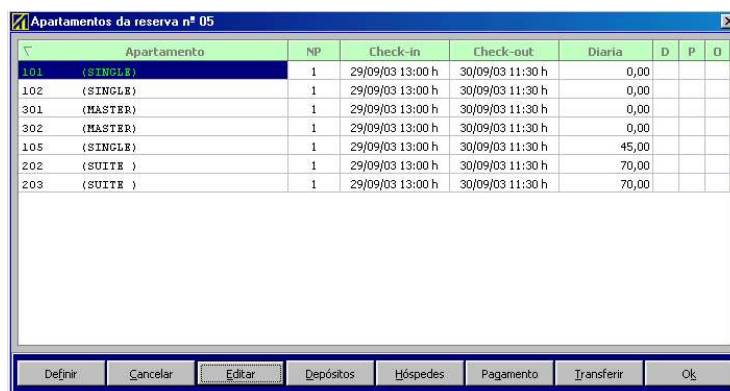 Apartamentos da reserva nº 05
Apartamento NP Check-in Check-out Diaria D P O
101 (SINGLE) 1 29/09/03 13:00 h 30/09/03 11:30 h 0,00
102 (SINGLE) 1 29/09/03 13:00 h 30/09/03 11:30 h 0,00
301 (MASTER) 1 29/09/03 13:00 h 30/09/03 11:30 h 0,00
302 (MASTER) 1 29/09/03 13:00 h 30/09/03 11:30 h 0,00
105 (SINGLE) 1 29/09/03 13:00 h 30/09/03 11:30 h 45,00
202 (SUITE ) 1 29/09/03 13:00 h 30/09/03 11:30 h 70,00
203 (SUITE ) 1 29/09/03 13:00 h 30/09/03 11:30 h 70,00
Definir Cancelar Editar Depósitos Hóspedes Pagamento Transferir Ok